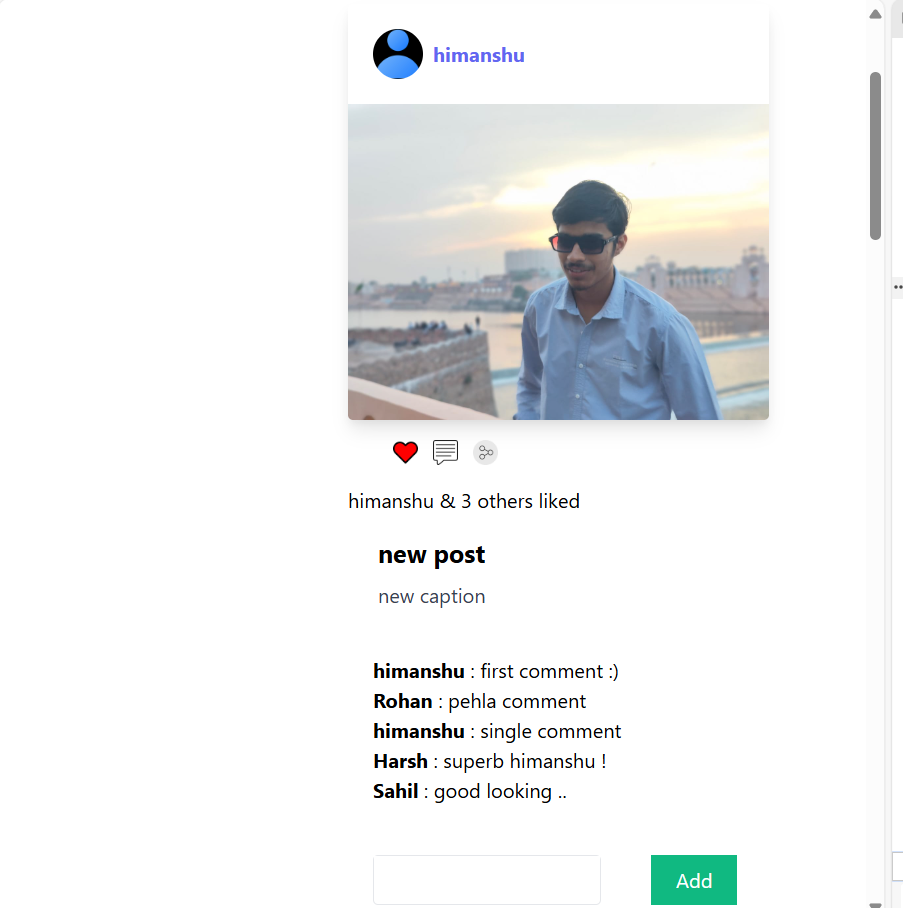 himanshu
himanshu & 3 others liked
new post
new caption
himanshu : first comment :)
Rohan : pehla comment
himanshu : single comment
Harsh : superb himanshu !
Sahil : good looking ..
Add